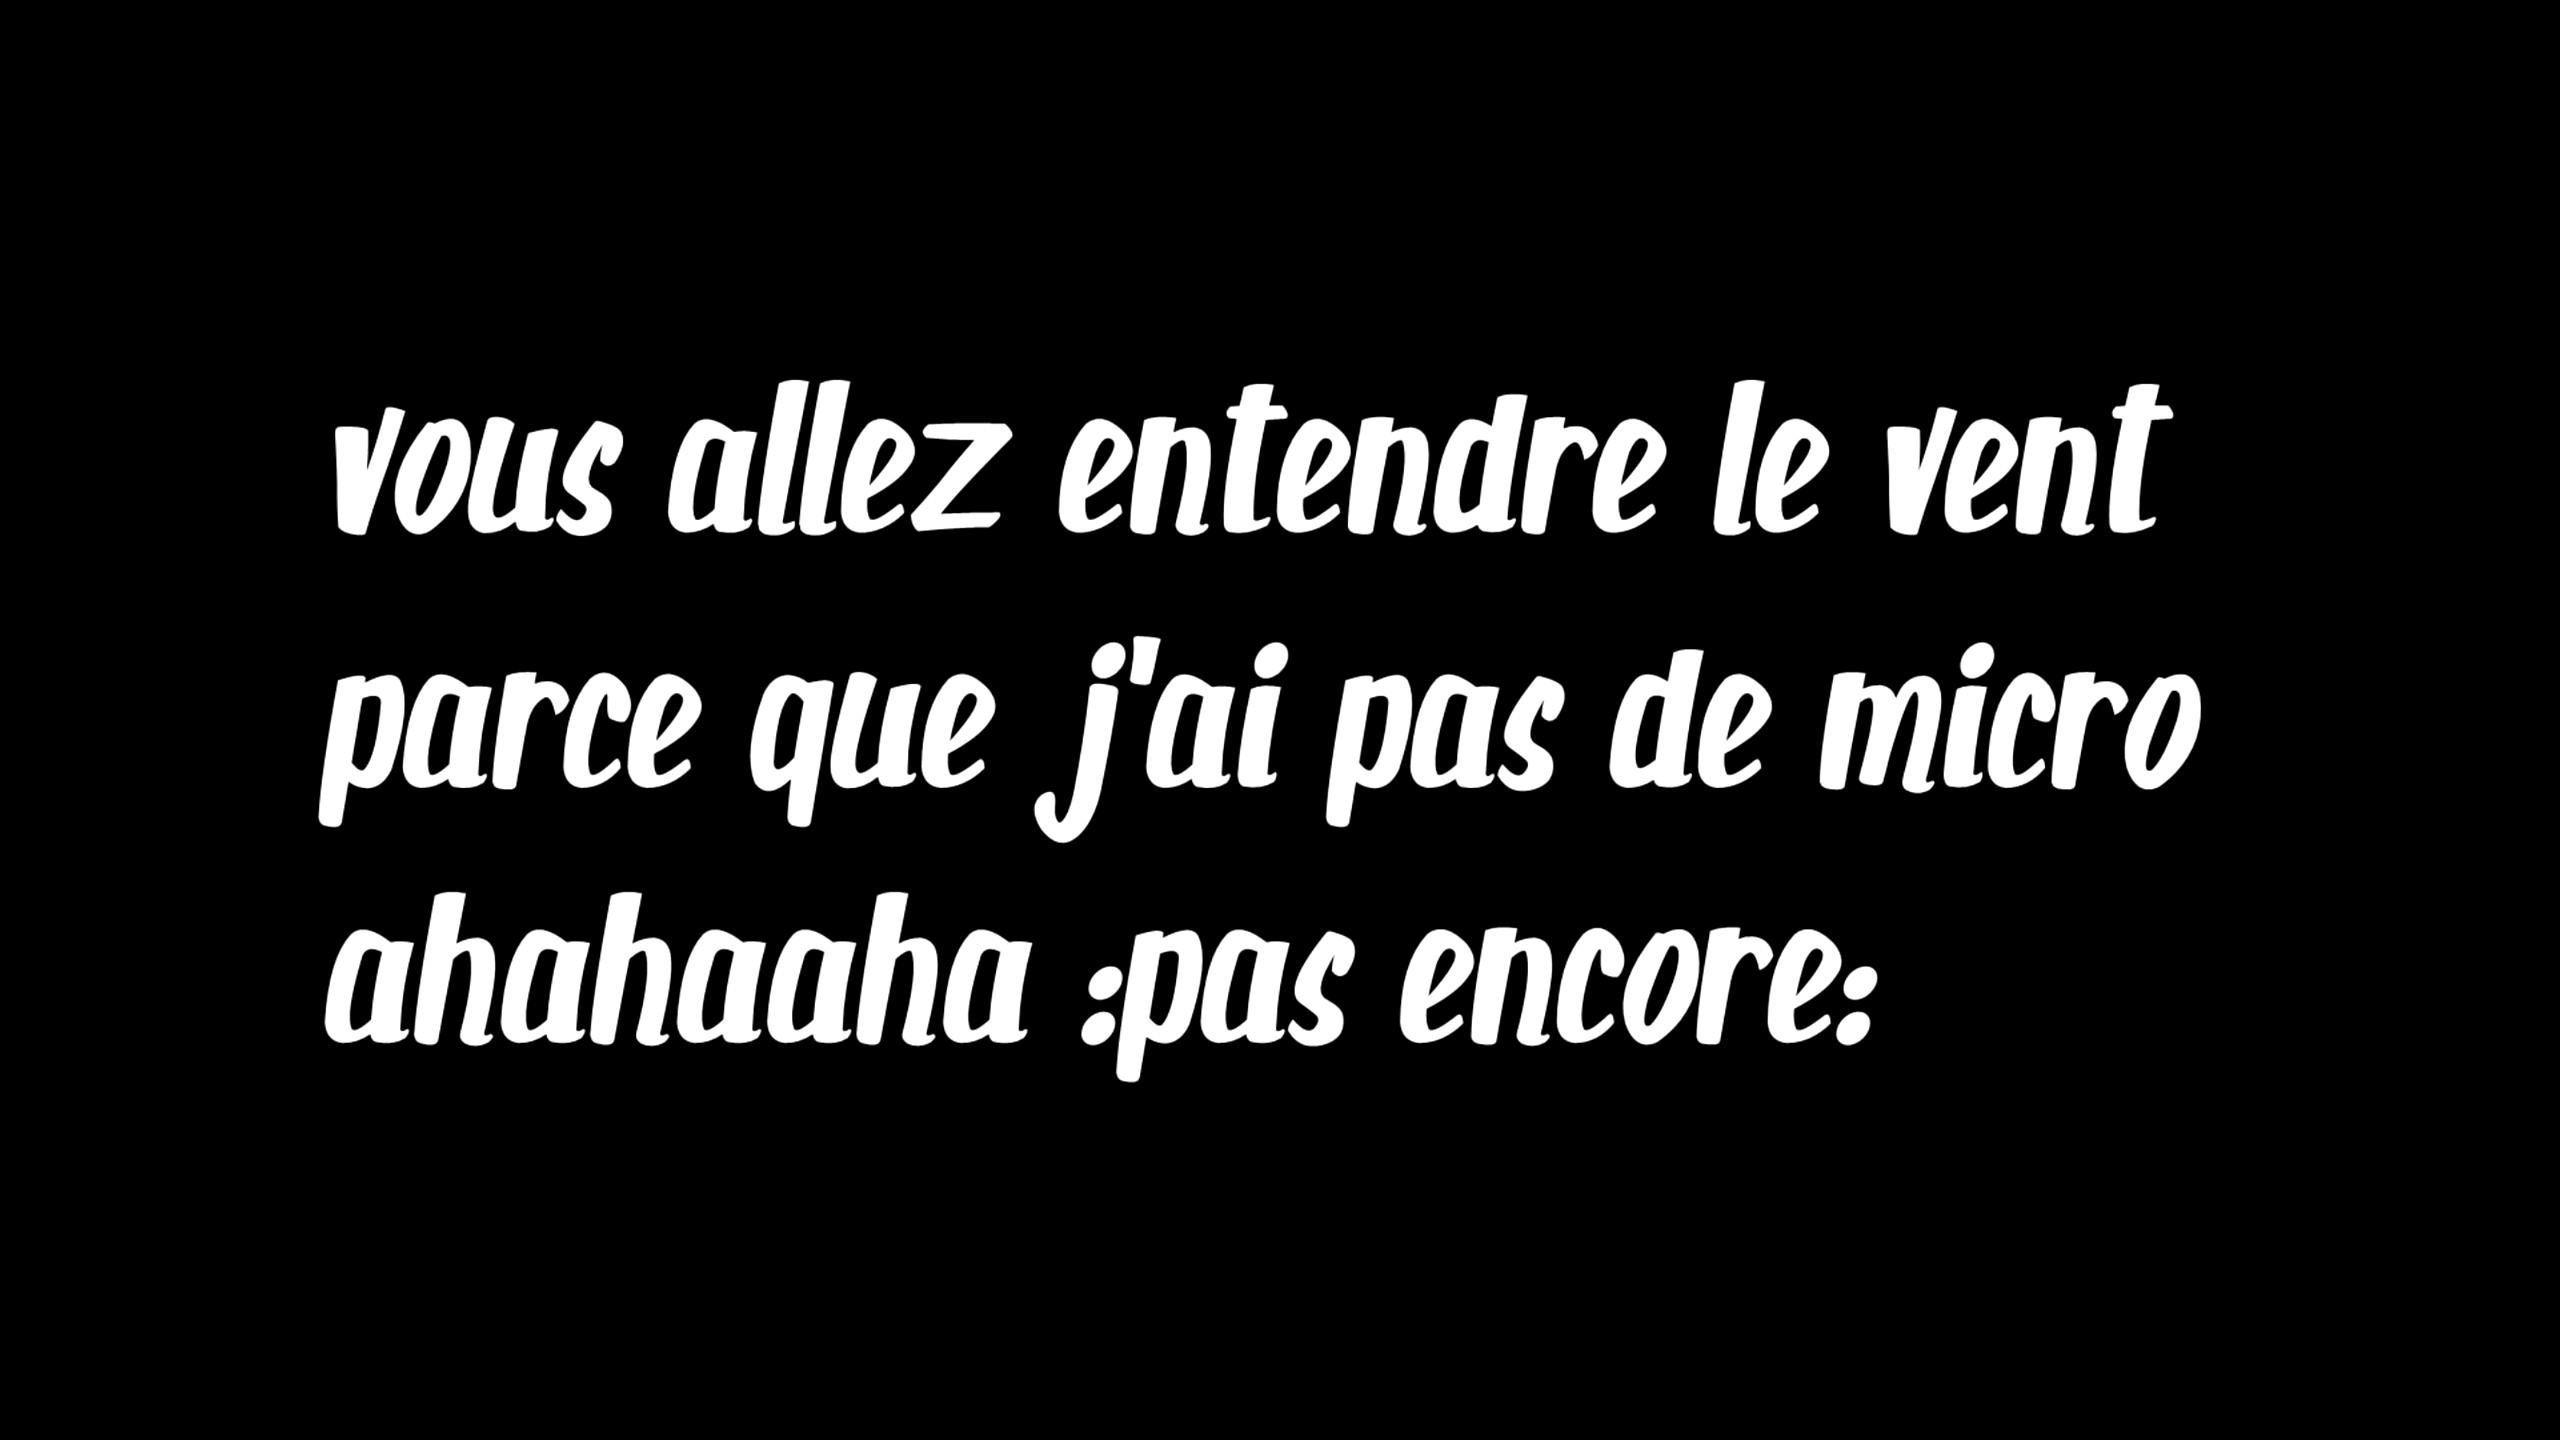 vous allez entendre le vent
parce que j'ai pas de micro
ahahaaha :pas encore: